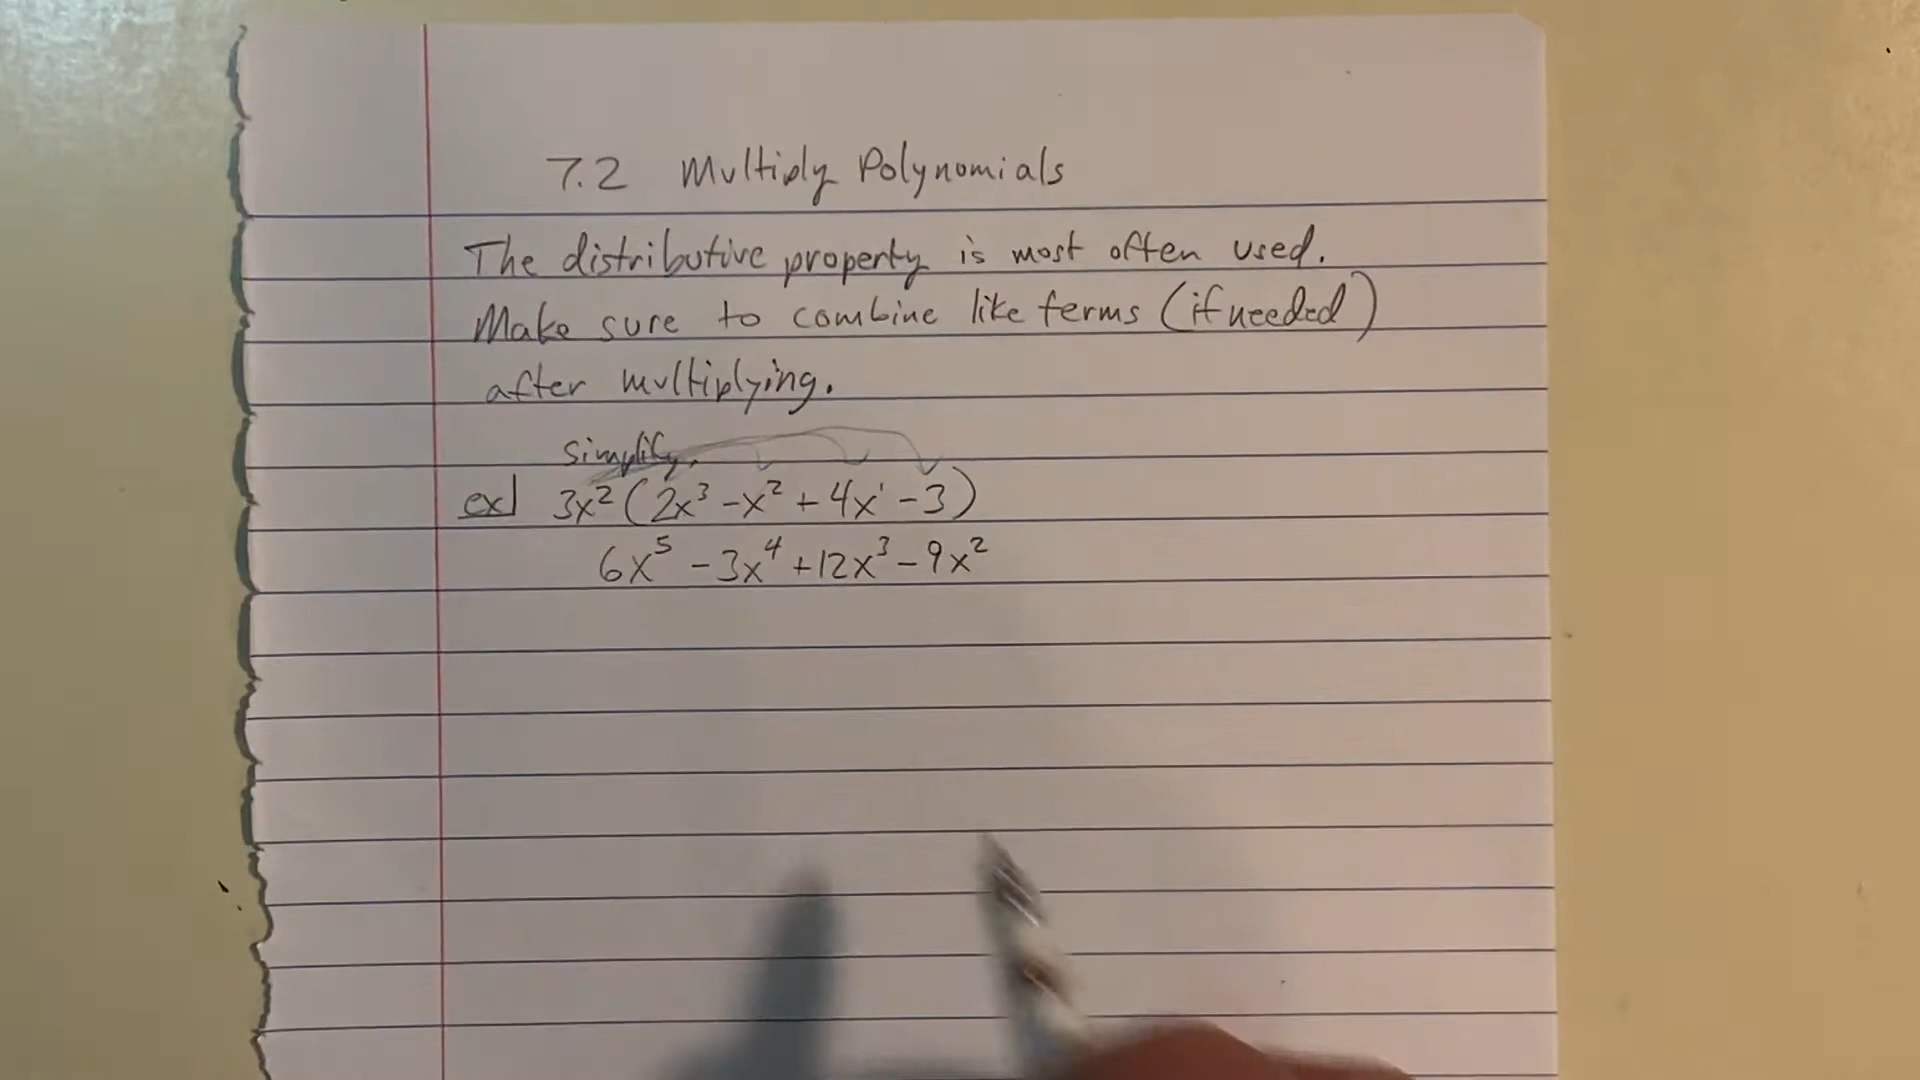 7.2 Multiply Polynomials
The distributive property is most often used.
Make sure to combine like terms (if needed)
after multiplying.
Simplify.
ex] 3x² (2x³ -x² + 4x¹ -3)
6x⁵ -3x⁴ +12x³ -9x²